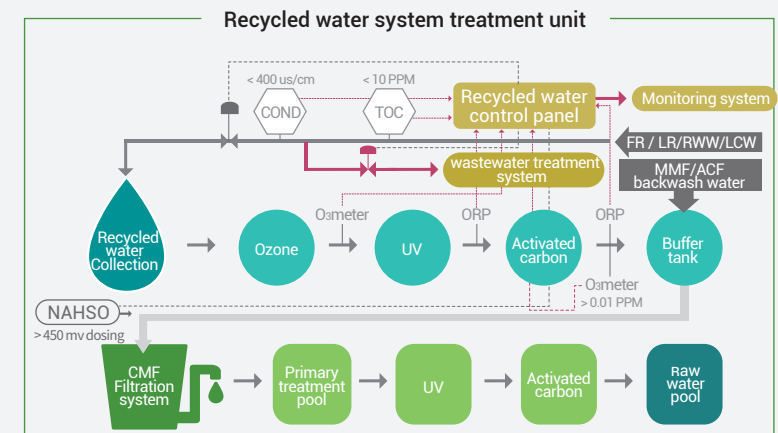 Recycled water system treatment unit
< 400 us/cm
< 10 PPM
COND
TOC
Recycled water
control panel
Monitoring system
FR / LR/RWW/LCW
wastewater treatment
system
MMF/ACF
backwash water
Recycled
water
Collection
Ozone
O3meter
UV
ORP
Activated
carbon
ORP
Buffer
tank
O3meter
> 0.01 PPM
NAHSO
> 450 mv dosing
CMF
Filtration
system
Primary
treatment
pool
UV
Activated
carbon
Raw
water
pool